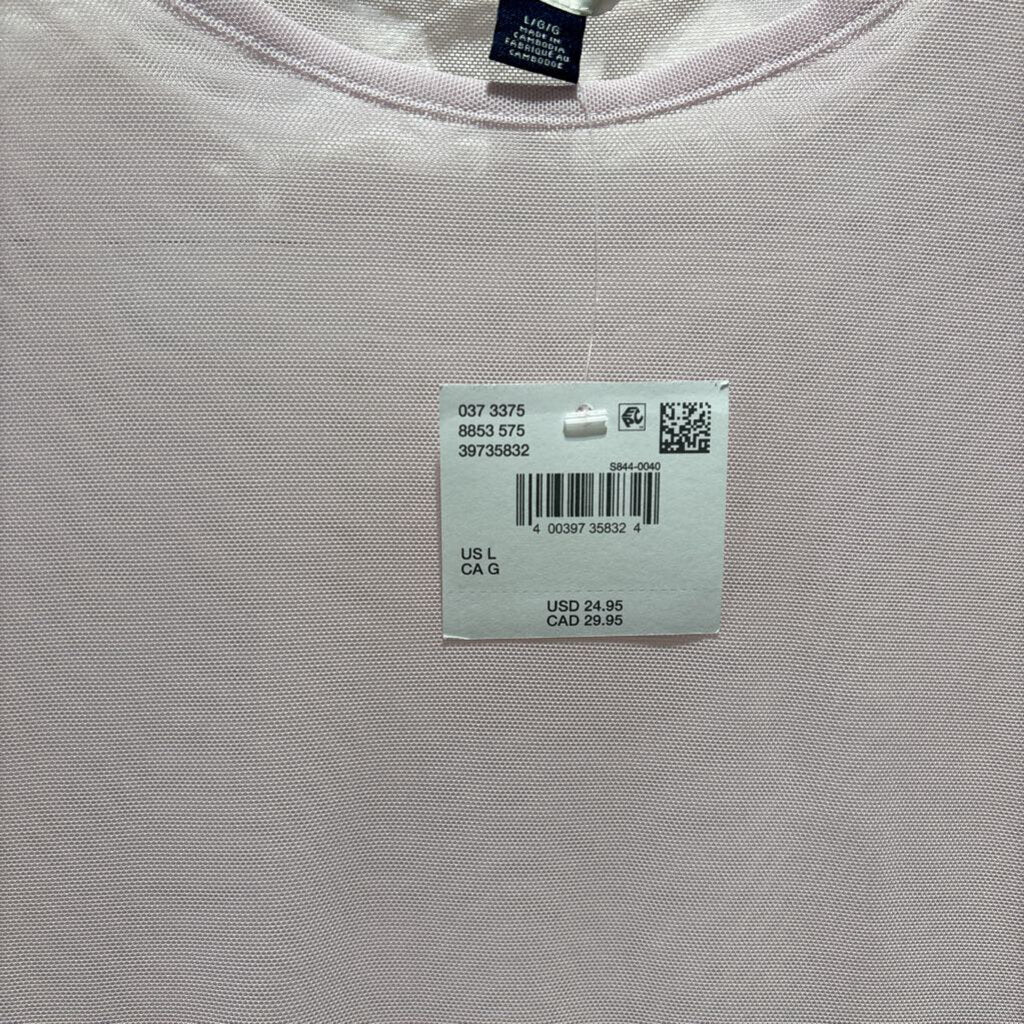 L/G/G
MADE IN
CAMBODIA
FABRIQUÉ AU
CAMBODGE
037 3375
8853 575
39735832
S844-0040
4 00397 35832 4
US L
CA G
USD 24.95
CAD 29.95